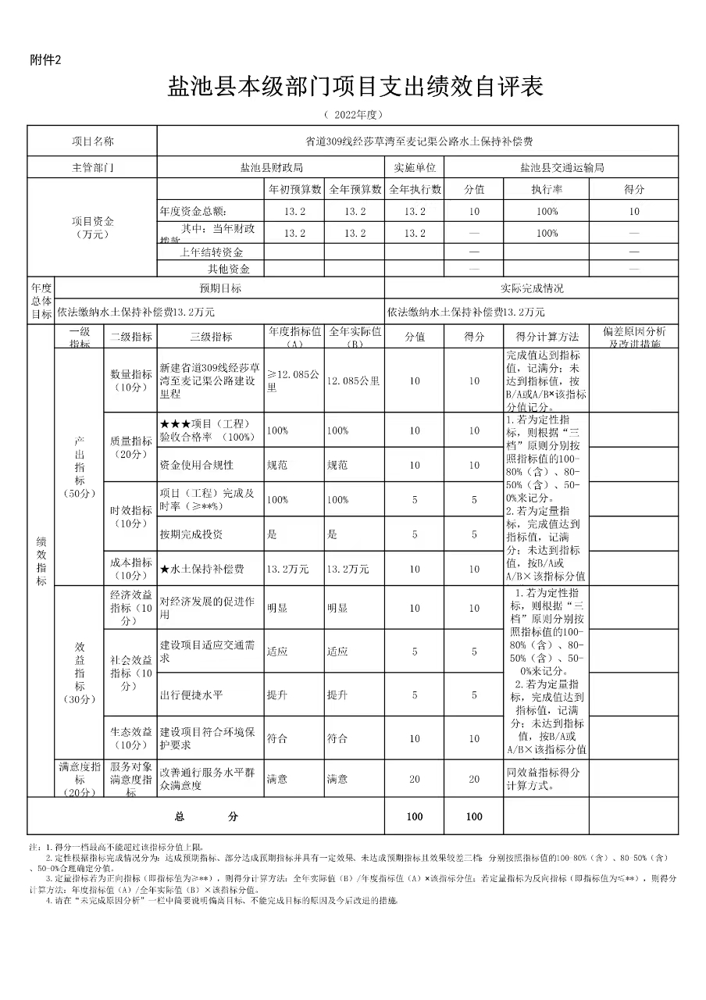 附件2
盐池县本级部门项目支出绩效自评表
( 2022年度)
项目名称 省道309线经莎草湾至麦记渠公路水土保持补偿费
主管部门 盐池县财政局 实施单位 盐池县交通运输局
项目资金
（万元）
年初预算数 全年预算数 全年执行数 分值 执行率 得分
年度资金总额： 13.2 13.2 13.2 10 100% 10
其中：当年财政 13.2 13.2 13.2 — 100% —
上年结转资金 — —
其他资金 — —
年度
总体
目标
预期目标 实际完成情况
依法缴纳水土保持补偿费13.2万元 依法缴纳水土保持补偿费13.2万元
绩
效
指
标
一级
指标
二级指标 三级指标
年度指标值
（A）
全年实际值
（B）
分值 得分 得分计算方法
偏差原因分析
及改进措施
产
出
指
标
（50分）
数量指标
（10分）
新建省道309线经莎草
湾至麦记渠公路建设
里程
≥12.085公
里
12.085公里 10 10
完成值达到指标
值，记满分；未
达到指标值，按
B/A或A/B×该指标
分值记分。
质量指标
（20分）
★★★项目（工程）
验收合格率 （100%）
100% 100% 10 10
资金使用合规性 规范 规范 10 10
时效指标
（10分）
项目（工程）完成及
时率（≥**%）
100% 100% 5 5
按期完成投资 是 是 5 5
成本指标
（10分）
★水土保持补偿费 13.2万元 13.2万元 10 10
1.若为定性指
标，则根据“三
档”原则分别按
照指标值的100-
80%（含）、80-
50%（含）、50-
0%来记分。
2.若为定量指
标，完成值达到
指标值，记满
分；未达到指标
值，按B/A或
A/B×该指标分值
效
益
指
标
（30分）
经济效益
指标（10
分）
对经济发展的促进作
用
明显 明显 10 10
社会效益
指标（10
分）
建设项目适应交通需
求
适应 适应 5 5
出行便捷水平 提升 提升 5 5
生态效益
（10分）
建设项目符合环境保
护要求
符合 符合 10 10
1.若为定性指
标，则根据“三
档”原则分别按
照指标值的100-
80%（含）、80-
50%（含）、50-
0%来记分。
2.若为定量指
标，完成值达到
指标值，记满
分；未达到指标
值，按B/A或
A/B×该指标分值
满意度指
标
（20分）
服务对象
满意度指
标
改善通行服务水平群
众满意度
满意 满意 20 20
同效益指标得分
计算方式。
总 分 100 100
注：1.得分一档最高不能超过该指标分值上限。
2.定性根据指标完成情况分为：达成预期指标、部分达成预期指标并具有一定效果、未达成预期指标且效果较差三档，分别按照指标值的100-80%（含）、80-50%（含）
、50-0%合理确定分值。
3.定量指标若为正向指标（即指标值为≥**），则得分计算方法：全年实际值（B）/年度指标值（A）×该指标分值；若定量指标为反向指标（即指标值为≤**），则得分
计算方法：年度指标值（A）/全年实际值（B）×该指标分值。
4.请在“未完成原因分析”一栏中简要说明偏离目标、不能完成目标的原因及今后改进的措施。